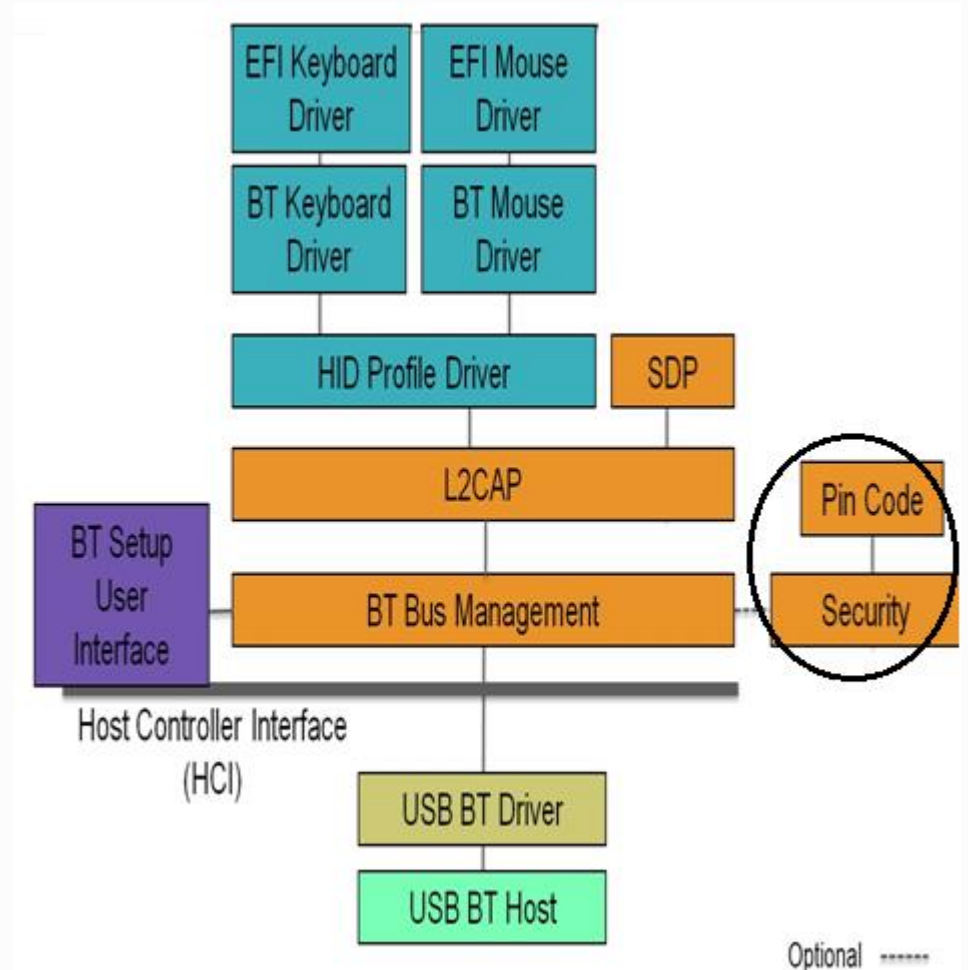 EFI Keyboard
Driver
EFI Mouse
Driver
BT Keyboard
Driver
BT Mouse
Driver
HID Profile Driver
SDP
L2CAP
Pin Code
BT Setup
User
Interface
BT Bus Management
Security
Host Controller Interface
(HCI)
USB BT Driver
USB BT Host
Optional